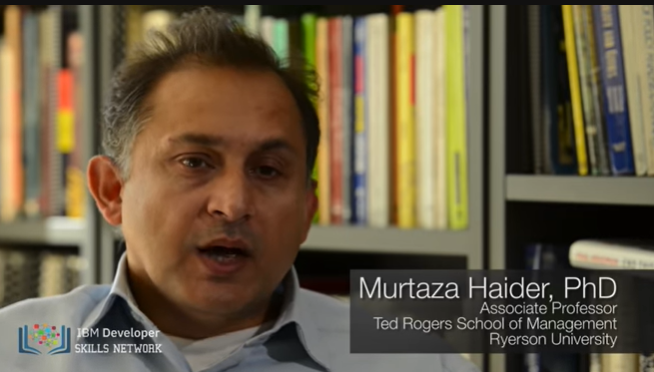 Murtaza Haider, PhD
Associate Professor
Ted Rogers School of Management
Ryerson University
IBM Developer
SKILLS NETWORK